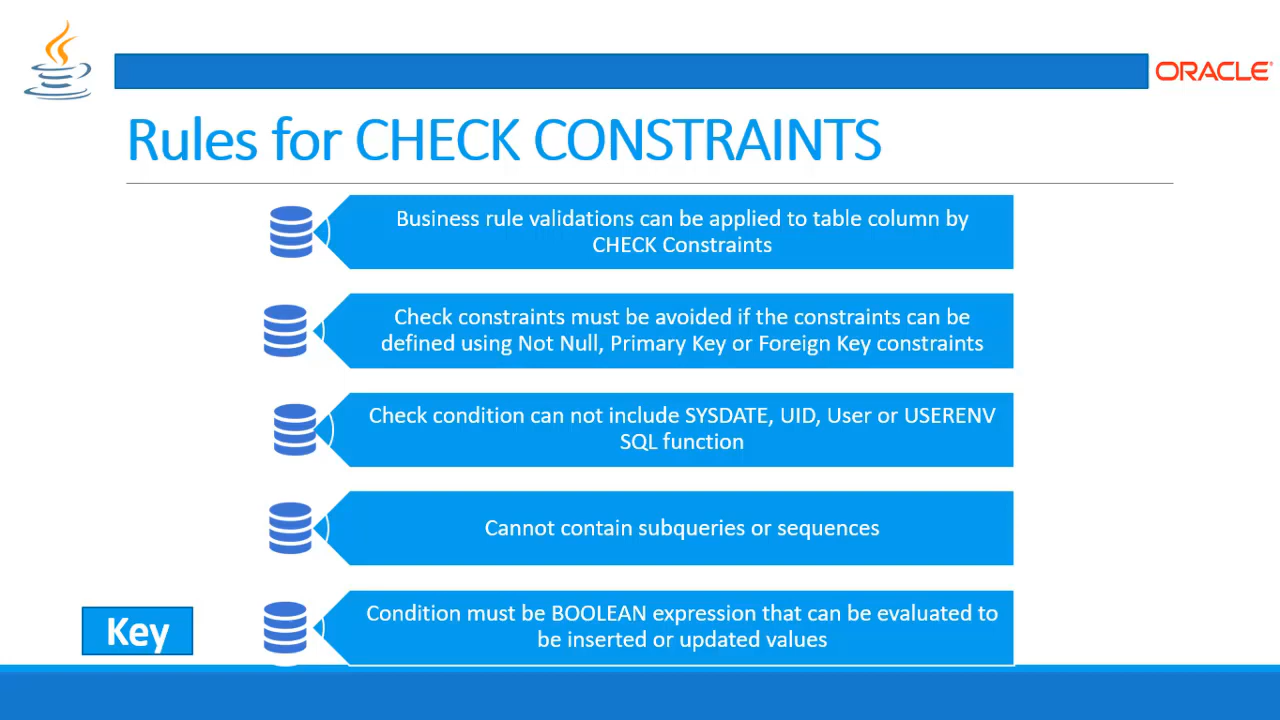 ORACLE
Rules for CHECK CONSTRAINTS
Business rule validations can be applied to table column by
CHECK Constraints
Check constraints must be avoided if the constraints can be
defined using Not Null, Primary Key or Foreign Key constraints
Check condition can not include SYSDATE, UID, User or USERENV
SQL function
Cannot contain subqueries or sequences
Condition must be BOOLEAN expression that can be evaluated to
be inserted or updated values
Key